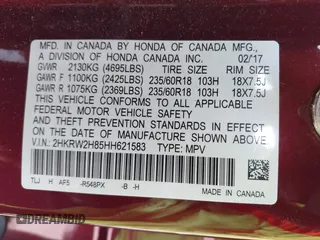 MFD. IN CANADA BY HONDA OF CANADA MFG.,
A DIVISION OF HONDA CANADA INC. 02/17
GVWR 2130KG (4695LBS) TIRE SIZE RIM SIZE
GAWR F 1100KG (2425LBS) 235/60R18 103H 18X7.5J
GAWR R 1075KG (2369LBS) 235/60R18 103H 18X7.5J
THIS VEHICLE CONFORMS TO ALL APPLICABLE
FEDERAL MOTOR VEHICLE SAFETY
STANDARDS IN EFFECT ON THE
DATE OF MANUFACTURE SHOWN ABOVE.
V.I.N.: 2HKRW2H85HH621583 TYPE: MPV
TLJ H AF5 -R548PX -B -H
MADE IN CANADA
©DREAMBID